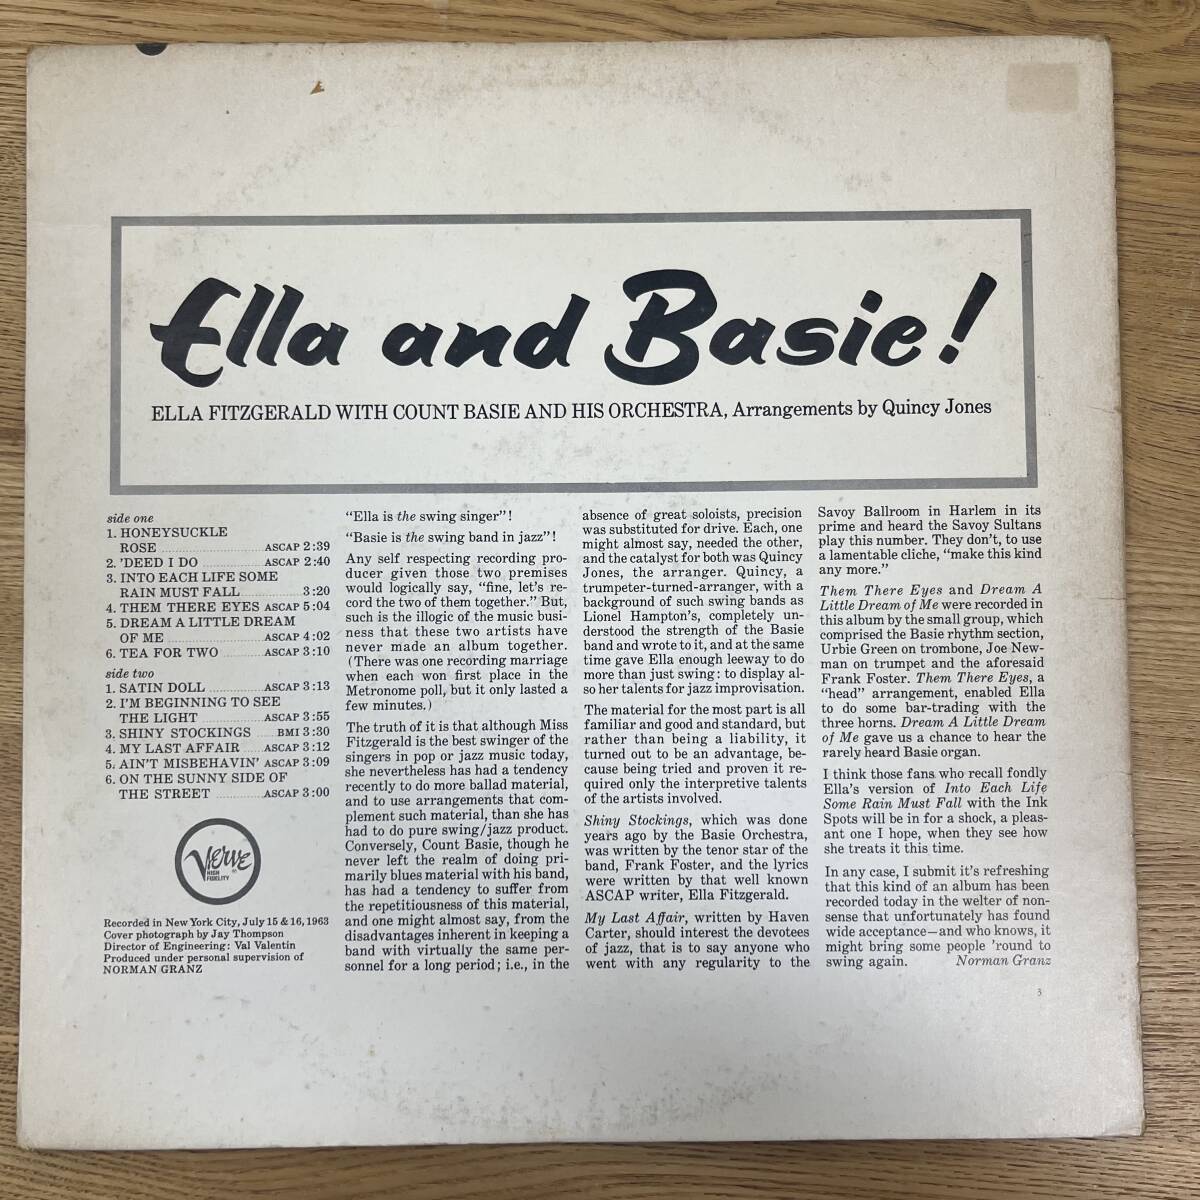 Ella and Basie!
ELLA FITZGERALD WITH COUNT BASIE AND HIS ORCHESTRA, Arrangements by Quincy Jones
side one
1. HONEYSUCKLE
ROSE ASCAP 2:39
2. 'DEED I DO ASCAP 2:40
3. INTO EACH LIFE SOME
RAIN MUST FALL 3:20
4. THEM THERE EYES ASCAP 5:04
5. DREAM A LITTLE DREAM
OF ME ASCAP 4:02
6. TEA FOR TWO ASCAP 3:10
side two
1. SATIN DOLL ASCAP 3:13
2. I'M BEGINNING TO SEE
THE LIGHT ASCAP 3:55
3. SHINY STOCKINGS BMI 3:30
4. MY LAST AFFAIR ASCAP 3:12
5. AIN'T MISBEHAVIN' ASCAP 3:09
6. ON THE SUNNY SIDE OF
THE STREET ASCAP 3:00
Verve
HIGH
FIDELITY
Recorded in New York City, July 15 & 16, 1963
Cover photograph by Jay Thompson
Director of Engineering: Val Valentin
Produced under personal supervision of
NORMAN GRANZ
"Ella is the swing singer"!
"Basie is the swing band in jazz"!
Any self respecting recording pro-
ducer given those two premises
would logically say, "fine, let's re-
cord the two of them together." But,
such is the illogic of the music busi-
ness that these two artists have
never made an album together.
(There was one recording marriage
when each won first place in the
Metronome poll, but it only lasted a
few minutes.)
The truth of it is that although Miss
Fitzgerald is the best swinger of the
singers in pop or jazz music today,
she nevertheless has had a tendency
recently to do more ballad material,
and to use arrangements that com-
plement such material, than she has
had to do pure swing/jazz product.
Conversely, Count Basie, though he
never left the realm of doing pri-
marily blues material with his band,
has had a tendency to suffer from
the repetitiousness of this material,
and one might almost say, from the
disadvantages inherent in keeping a
band with virtually the same per-
sonnel for a long period; i.e., in the
absence of great soloists, precision
was substituted for drive. Each, one
might almost say, needed the other,
and the catalyst for both was Quincy
Jones, the arranger. Quincy, a
trumpeter-turned-arranger, with a
background of such swing bands as
Lionel Hampton's, completely un-
derstood the strength of the Basie
band and wrote to it, and at the same
time gave Ella enough leeway to do
more than just swing: to display al-
so her talents for jazz improvisation.
The material for the most part is all
familiar and good and standard, but
rather than being a liability, it
turned out to be an advantage, be-
cause being tried and proven it re-
quired only the interpretive talents
of the artists involved.
Shiny Stockings, which was done
years ago by the Basie Orchestra,
was written by the tenor star of the
band, Frank Foster, and the lyrics
were written by that well known
ASCAP writer, Ella Fitzgerald.
My Last Affair, written by Haven
Carter, should interest the devotees
of jazz, that is to say anyone who
went with any regularity to the
Savoy Ballroom in Harlem in its
prime and heard the Savoy Sultans
play this number. They don't, to use
a lamentable cliche, "make this kind
any more."
Them There Eyes and Dream A
Little Dream of Me were recorded in
this album by the small group, which
comprised the Basie rhythm section,
Urbie Green on trombone, Joe New-
man on trumpet and the aforesaid
Frank Foster. Them There Eyes, a
"head" arrangement, enabled Ella
to do some bar-trading with the
three horns. Dream A Little Dream
of Me gave us a chance to hear the
rarely heard Basie organ.
I think those fans who recall fondly
Ella's version of Into Each Life
Some Rain Must Fall with the Ink
Spots will be in for a shock, a pleas-
ant one I hope, when they see how
she treats it this time.
In any case, I submit it's refreshing
that this kind of an album has been
recorded today in the welter of non-
sense that unfortunately has found
wide acceptance—and who knows, it
might bring some people 'round to
swing again. Norman Granz
3